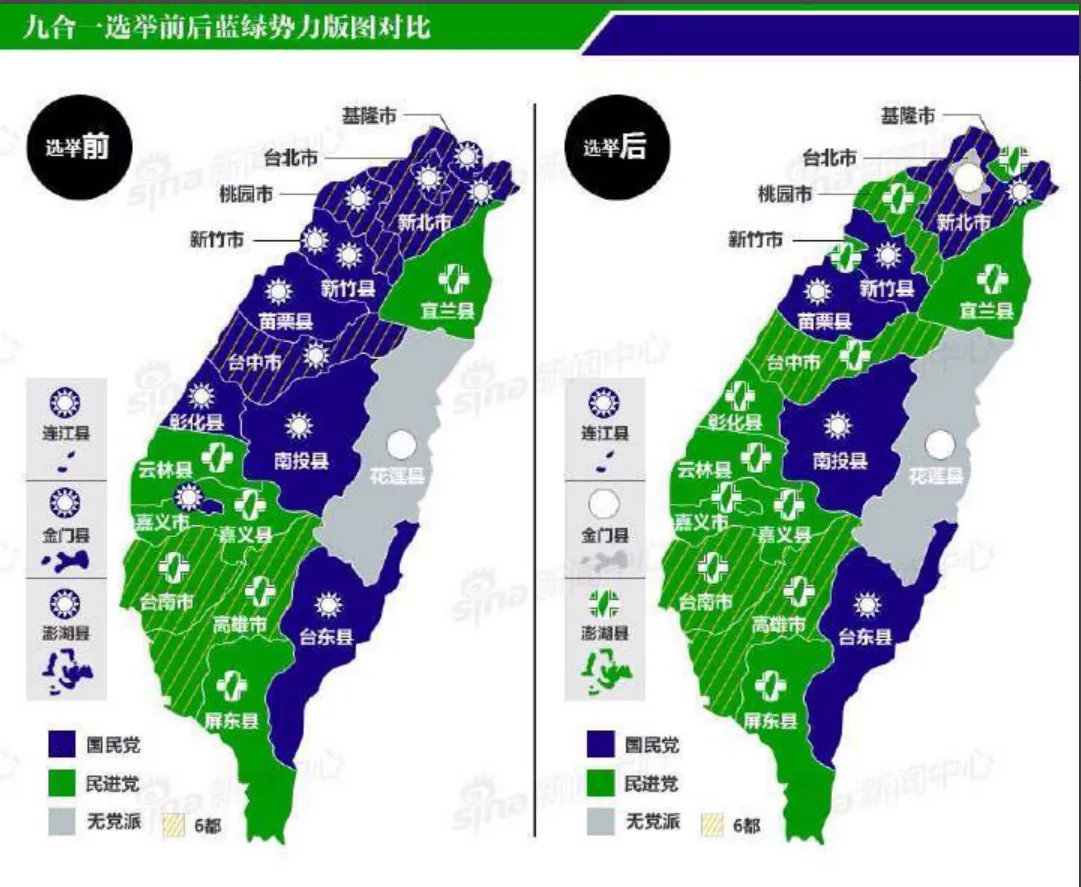 九合一选举前后蓝绿势力版图对比
选举前
基隆市
台北市
桃园市
新北市
新竹市
新竹县
宜兰县
苗栗县
台中市
彰化县
南投县
花莲县
云林县
嘉义市
嘉义县
台南市
高雄市
台东县
屏东县
连江县
金门县
澎湖县
国民党
民进党
无党派
6都
选举后
基隆市
台北市
桃园市
新北市
新竹市
新竹县
宜兰县
苗栗县
台中市
彰化县
南投县
花莲县
云林县
嘉义市
嘉义县
台南市
高雄市
台东县
屏东县
连江县
金门县
澎湖县
国民党
民进党
无党派
6都
sina 新闻中心